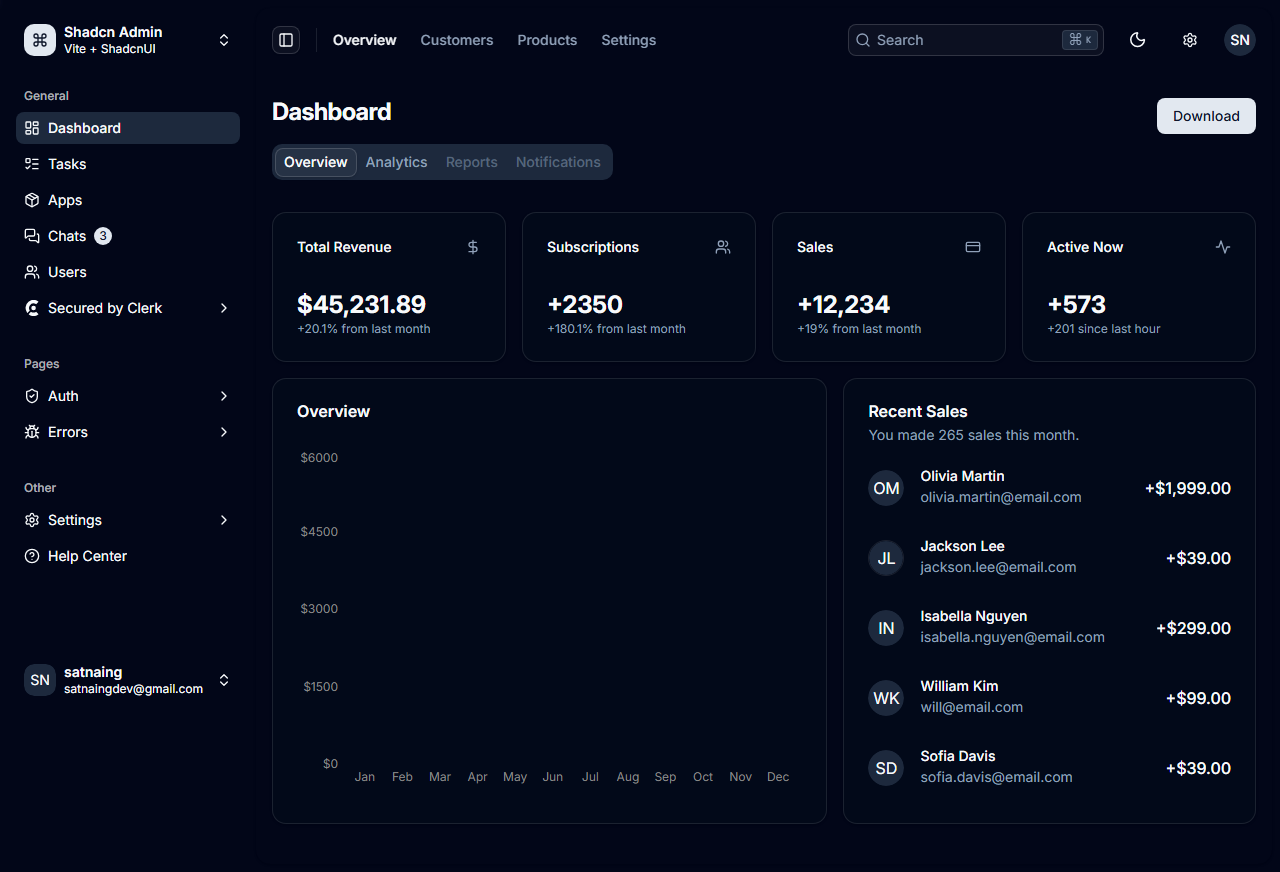 Shadcn Admin
Vite + ShadcnUI
General
Dashboard
Tasks
Apps
Chats 3
Users
Secured by Clerk
Pages
Auth
Errors
Other
Settings
Help Center
SN
satnaing
satnaingdev@gmail.com
Overview Customers Products Settings
Search ⌘ K
SN
Dashboard
Download
Overview Analytics Reports Notifications
Total Revenue
$45,231.89
+20.1% from last month
Subscriptions
+2350
+180.1% from last month
Sales
+12,234
+19% from last month
Active Now
+573
+201 since last hour
Overview
$6000
$4500
$3000
$1500
$0
Jan Feb Mar Apr May Jun Jul Aug Sep Oct Nov Dec
Recent Sales
You made 265 sales this month.
OM
Olivia Martin
olivia.martin@email.com
+$1,999.00
JL
Jackson Lee
jackson.lee@email.com
+$39.00
IN
Isabella Nguyen
isabella.nguyen@email.com
+$299.00
WK
William Kim
will@email.com
+$99.00
SD
Sofia Davis
sofia.davis@email.com
+$39.00